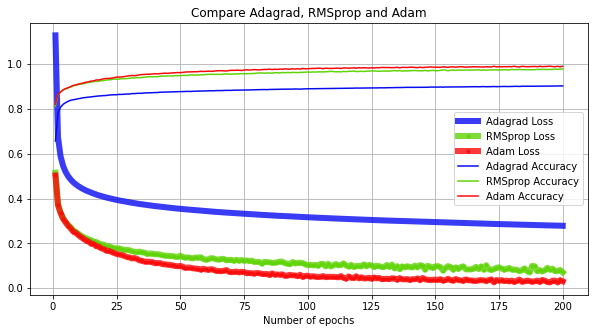 Compare Adagrad, RMSprop and Adam
1.0
0.8
0.6
0.4
0.2
0.0
Adagrad Loss
RMSprop Loss
Adam Loss
Adagrad Accuracy
RMSprop Accuracy
Adam Accuracy
0 25 50 75 100 125 150 175 200
Number of epochs